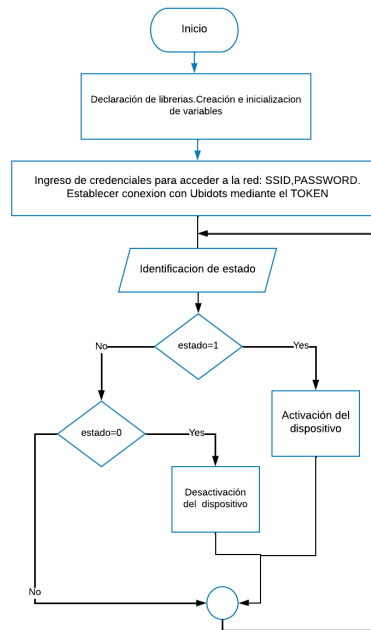 Inicio
Declaración de librerias.Creación e inicializacion
de variables
Ingreso de credenciales para acceder a la red: SSID,PASSWORD.
Establecer conexion con Ubidots mediante el TOKEN
Identificacion de estado
estado=1
No
Yes
Activación del
dispositivo
estado=0
Yes
Desactivación
del dispositivo
No